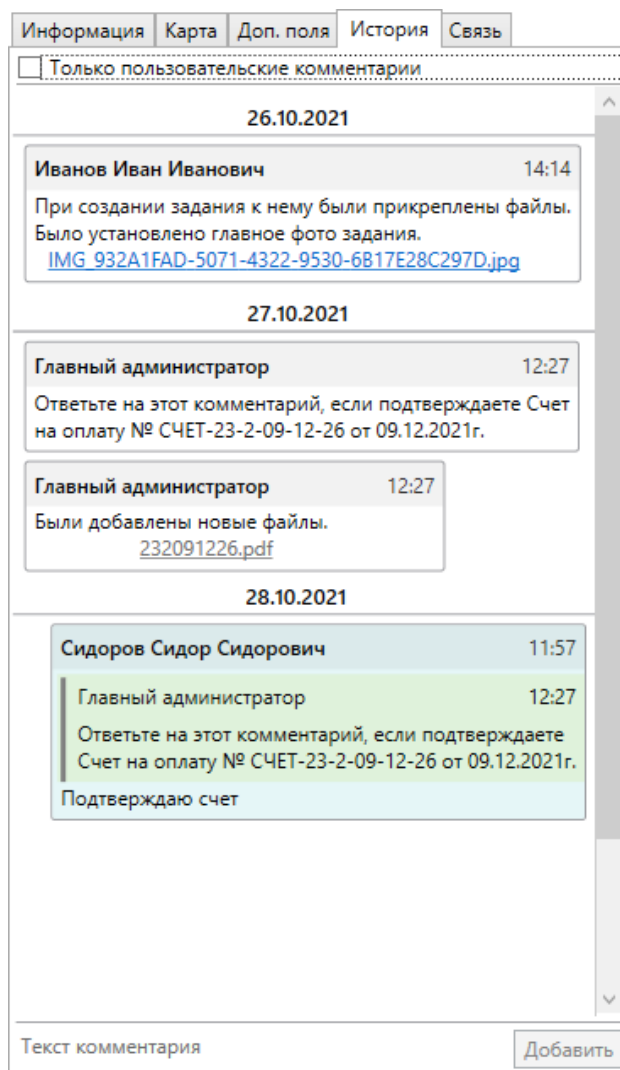 Информация Карта Доп. поля История Связь
Только пользовательские комментарии
26.10.2021
Иванов Иван Иванович 14:14
При создании задания к нему были прикреплены файлы.
Было установлено главное фото задания.
IMG_932A1FAD-5071-4322-9530-6B17E28C297D.jpg
27.10.2021
Главный администратор 12:27
Ответьте на этот комментарий, если подтверждаете Счет
на оплату № СЧЕТ-23-2-09-12-26 от 09.12.2021г.
Главный администратор 12:27
Были добавлены новые файлы.
232091226.pdf
28.10.2021
Сидоров Сидор Сидорович 11:57
Главный администратор 12:27
Ответьте на этот комментарий, если подтверждаете
Счет на оплату № СЧЕТ-23-2-09-12-26 от 09.12.2021г.
Подтверждаю счет
Текст комментария Добавить